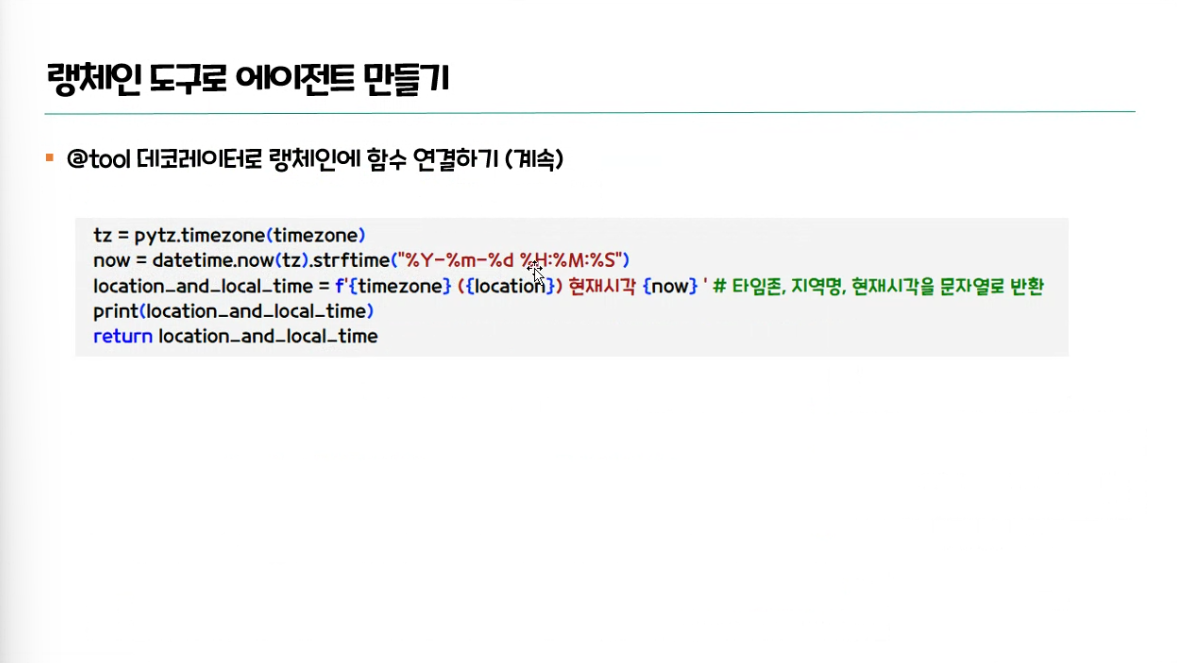 랭체인 도구로 에이전트 만들기
@tool 데코레이터로 랭체인에 함수 연결하기 (계속)
tz = pytz.timezone(timezone)
now = datetime.now(tz).strftime("%Y-%m-%d %H:%M:%S")
location_and_local_time = f'{timezone} ({location}) 현재시각 {now} ' # 타임존, 지역명, 현재시각을 문자열로 반환
print(location_and_local_time)
return location_and_local_time